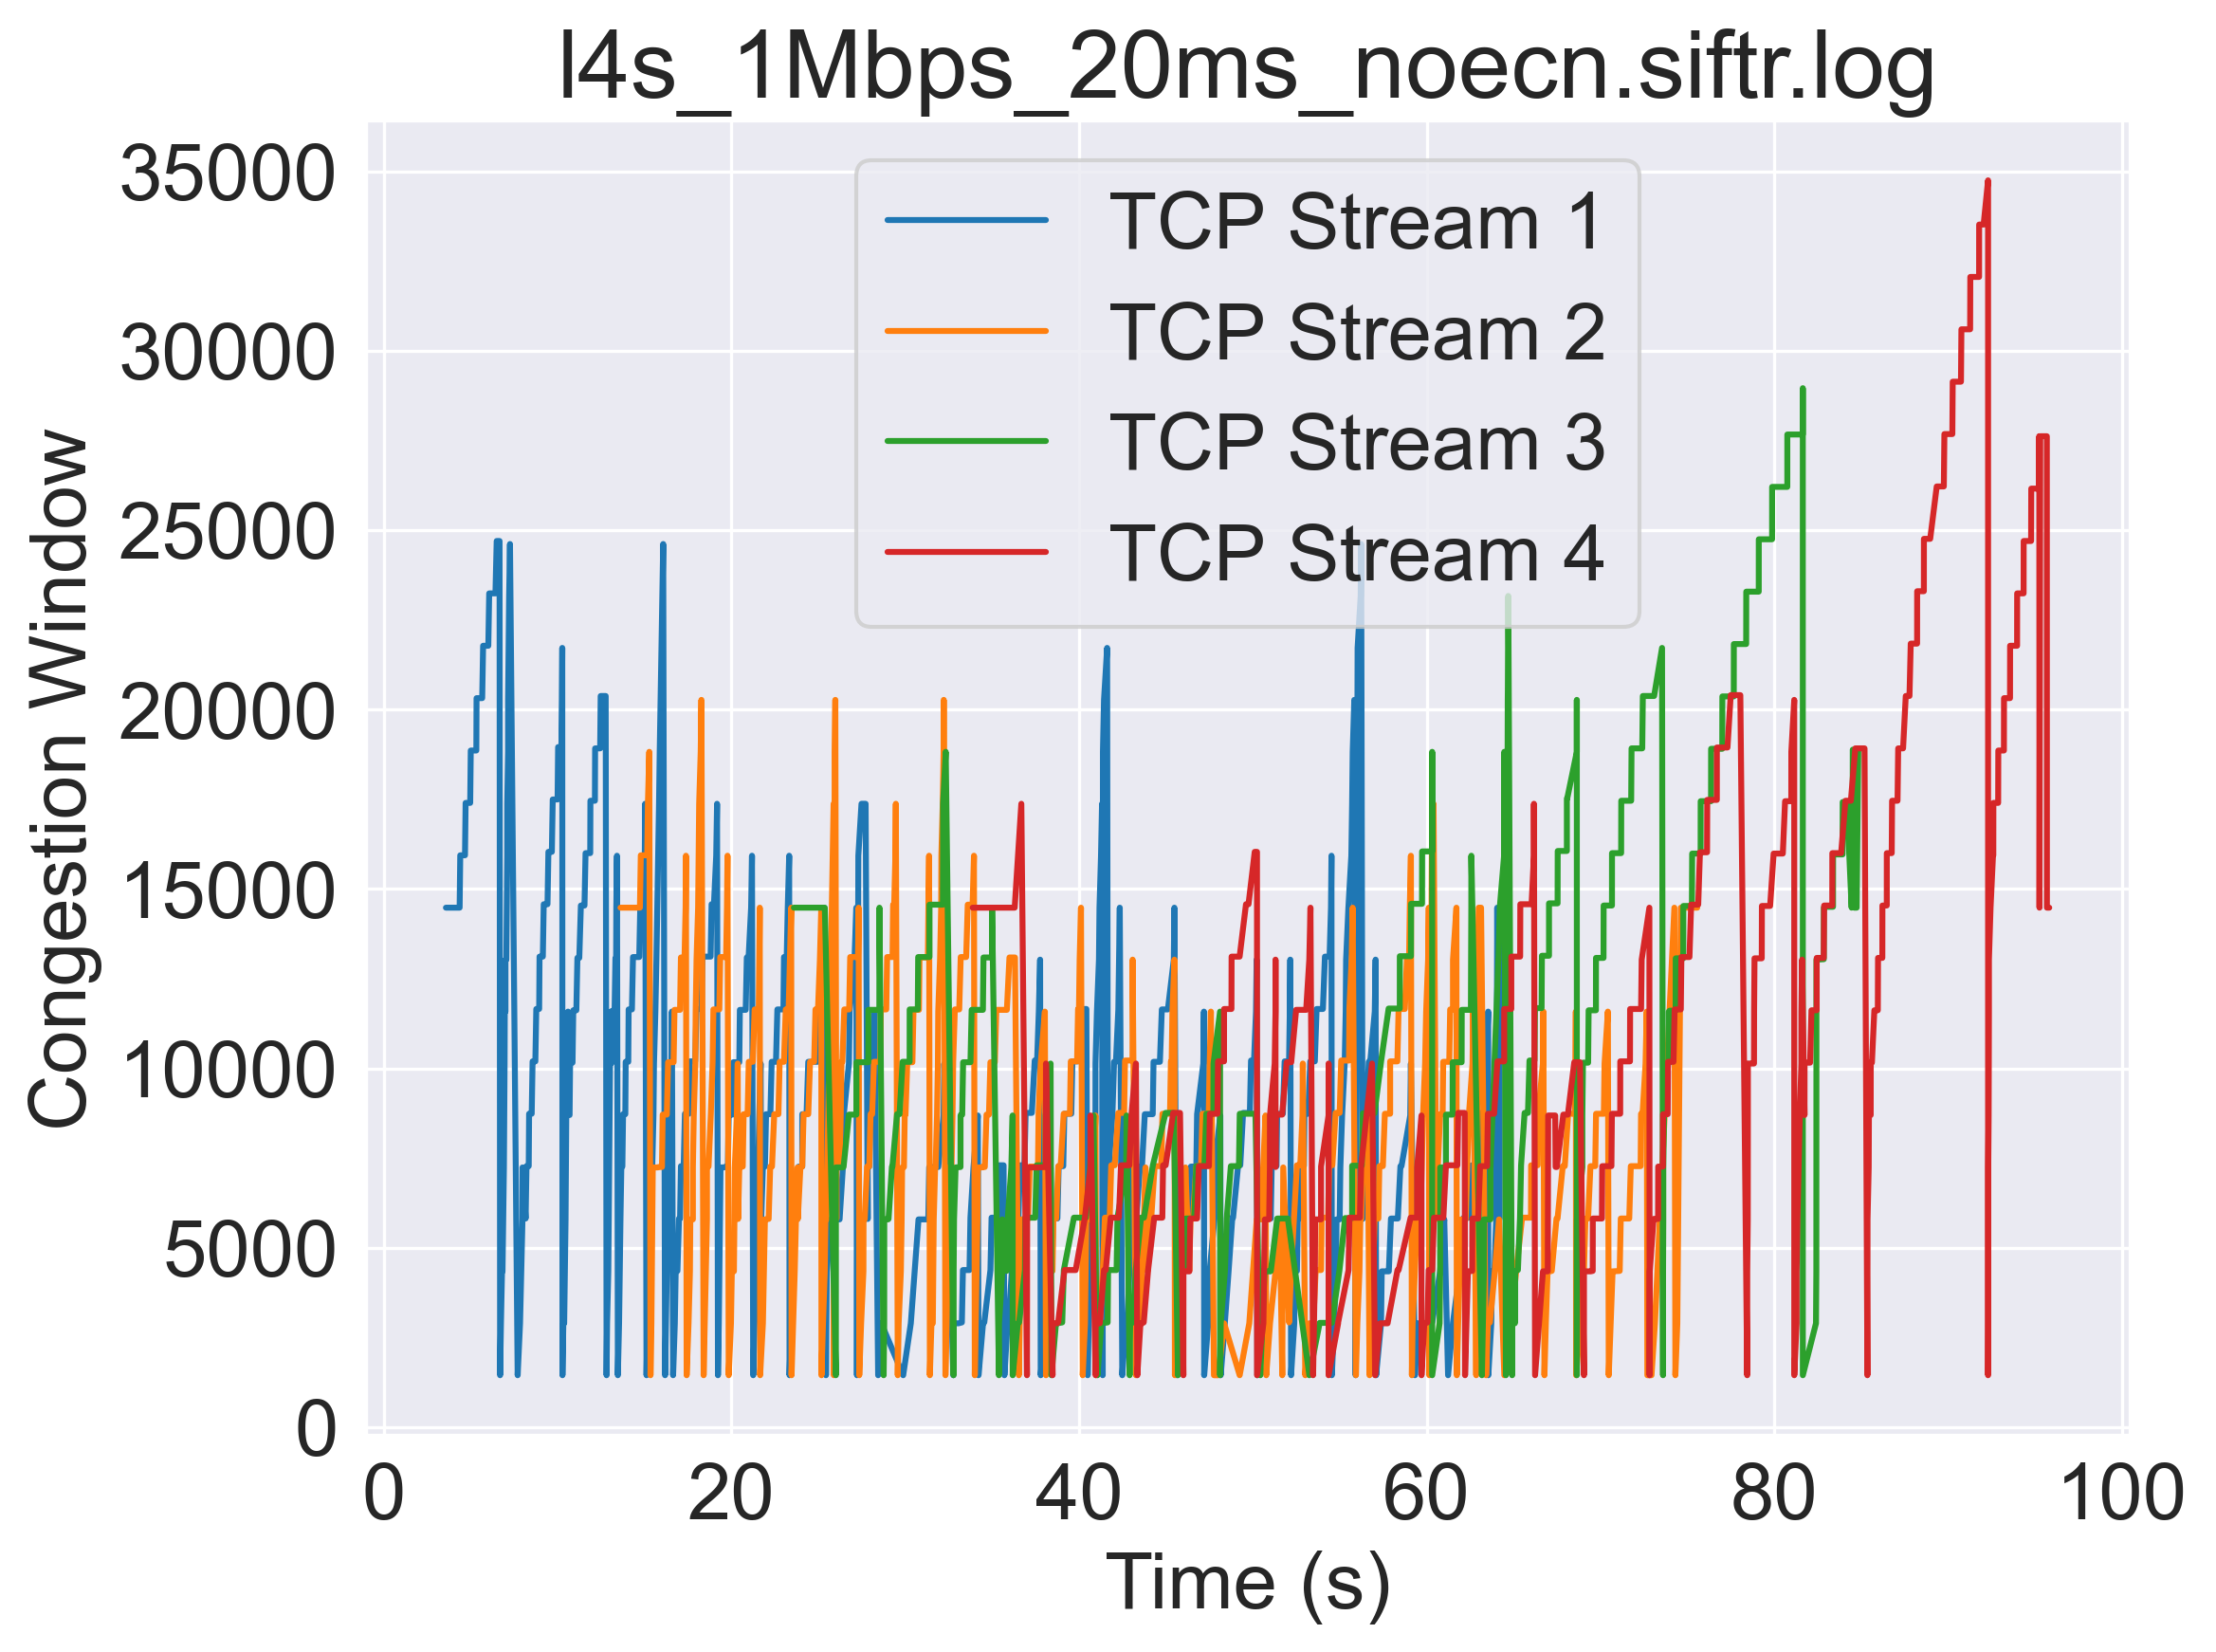 l4s_1Mbps_20ms_noecn.siftr.log
35000
30000
25000
20000
15000
10000
5000
0
Congestion Window
TCP Stream 1
TCP Stream 2
TCP Stream 3
TCP Stream 4
0 20 40 60 80 100
Time (s)